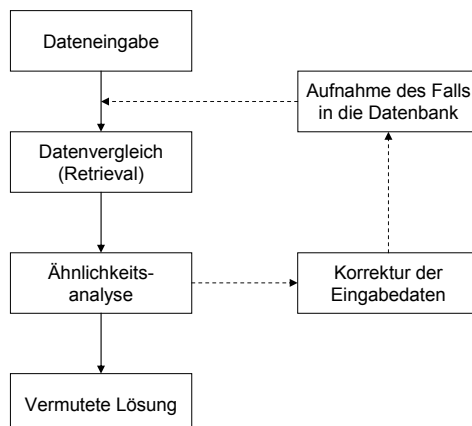 Dateneingabe
Aufnahme des Falls
in die Datenbank
Datenvergleich
(Retrieval)
Ähnlichkeits-
analyse
Korrektur der
Eingabedaten
Vermutete Lösung